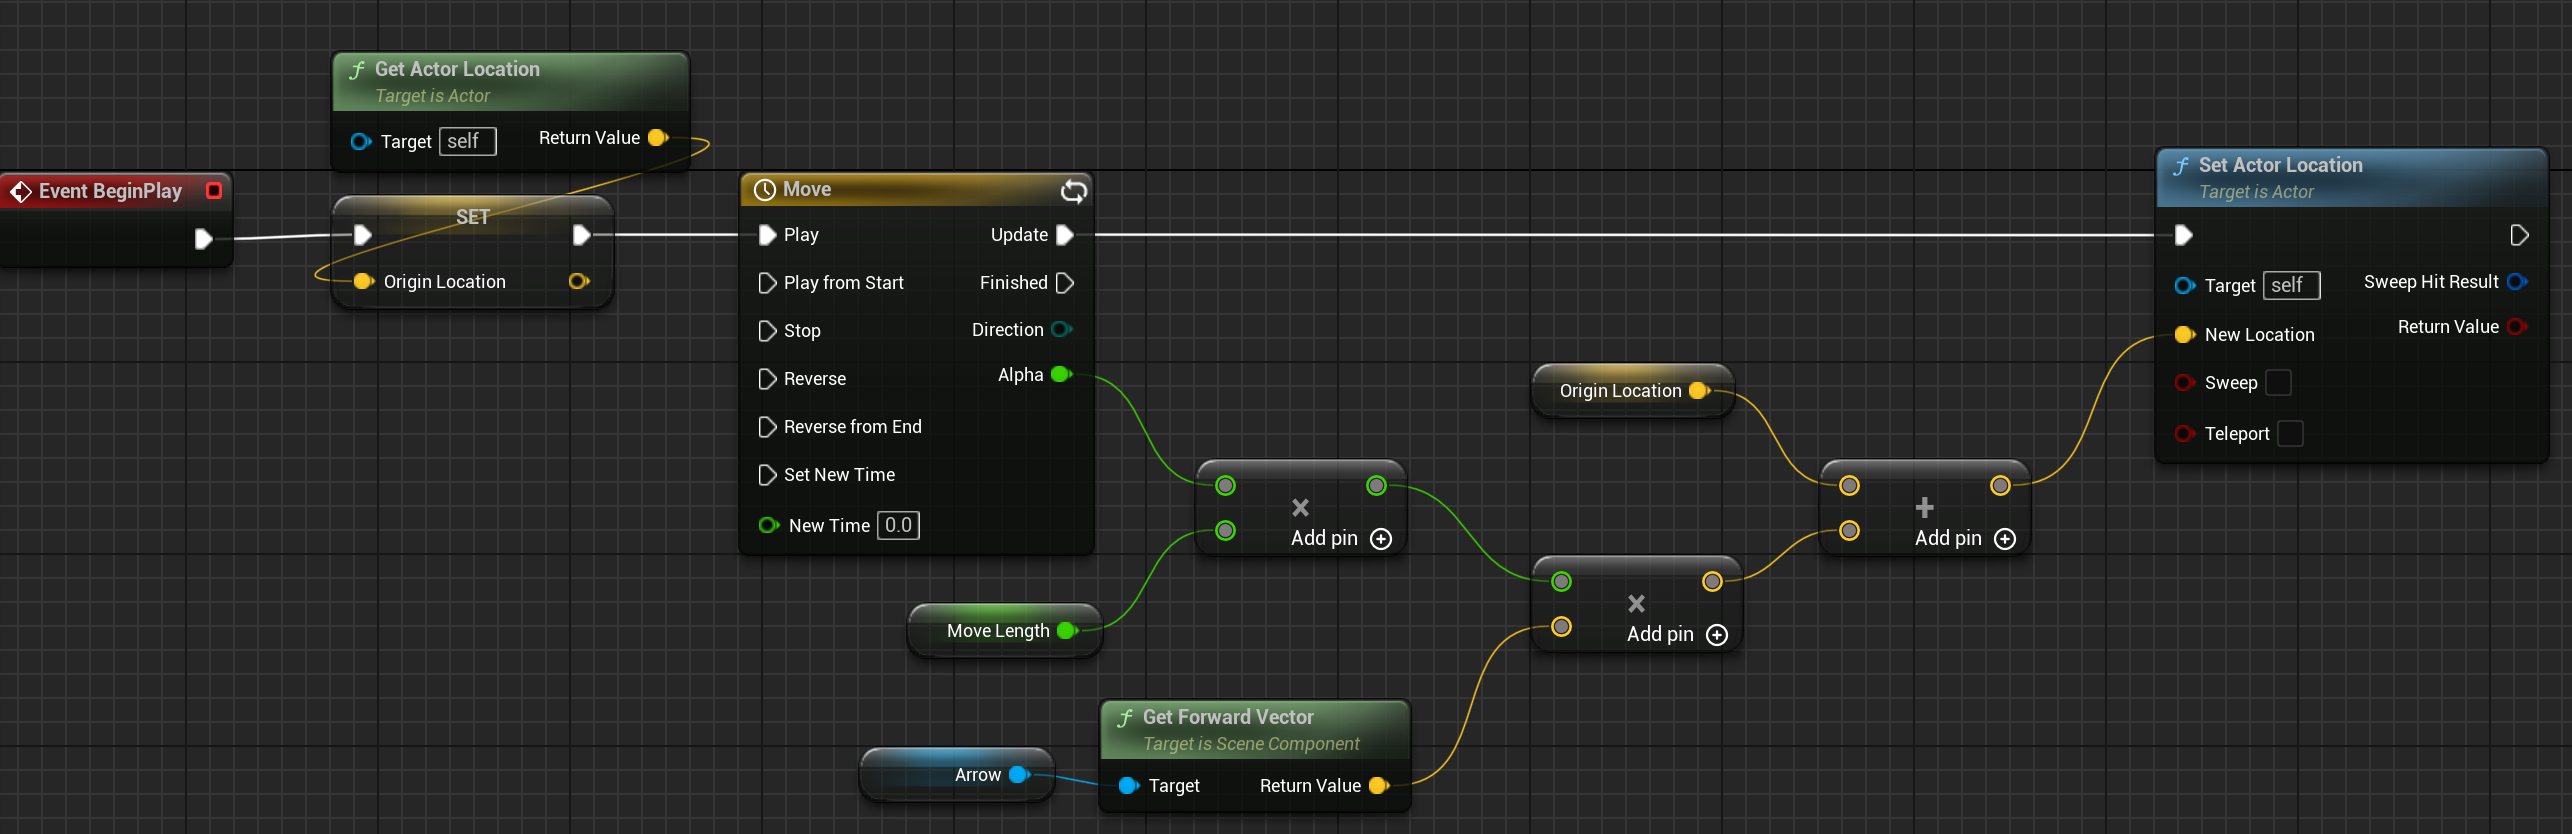 Get Actor Location
Target is Actor
Target self
Return Value
Event BeginPlay
SET
Origin Location
Move
Play
Update
Play from Start
Finished
Stop
Direction
Reverse
Alpha
Reverse from End
Set New Time
New Time 0.0
Move Length
×
Add pin
Arrow
Get Forward Vector
Target is Scene Component
Target
Return Value
Origin Location
×
Add pin
+
Add pin
Set Actor Location
Target is Actor
Target self
Sweep Hit Result
New Location
Return Value
Sweep
Teleport